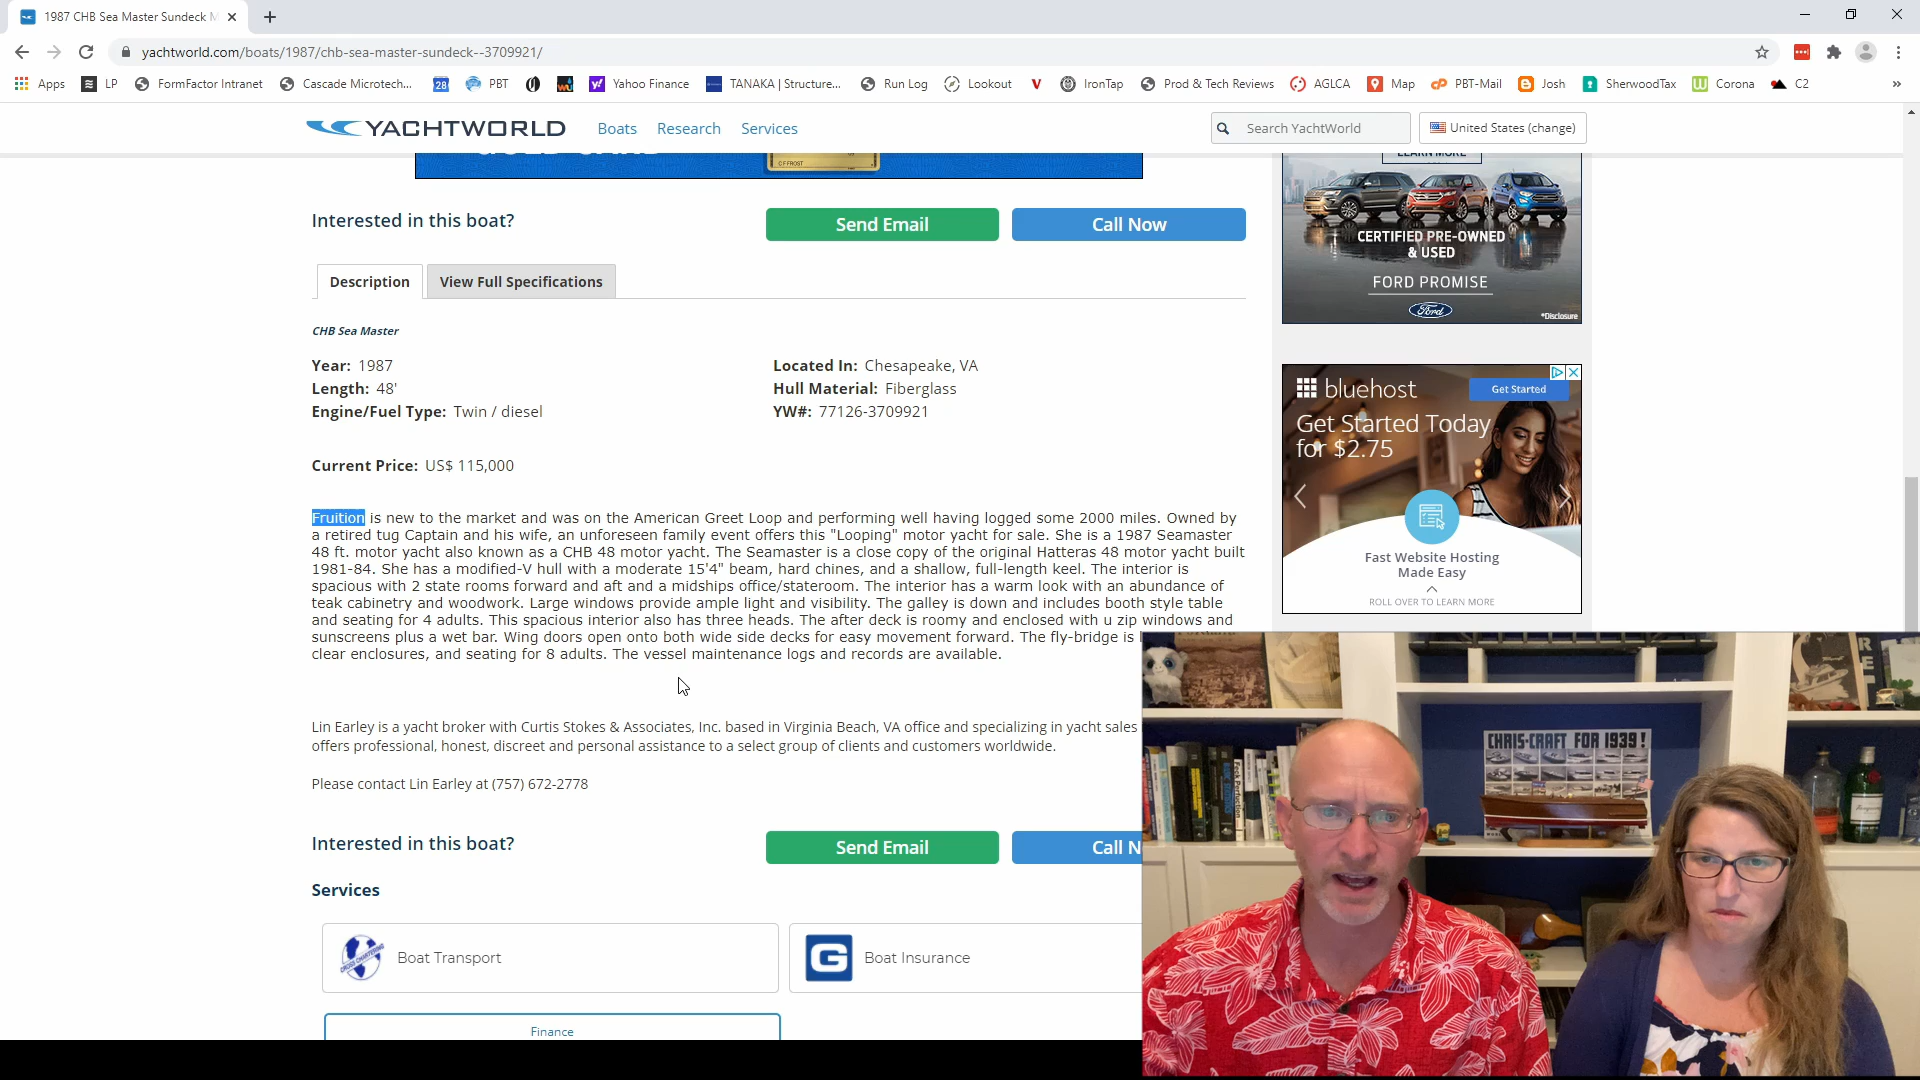 1987 CHB Sea Master Sundeck M
yachtworld.com/boats/1987/chb-sea-master-sundeck--3709921/
Apps LP FormFactor Intranet Cascade Microtech... 28 PBT Yahoo Finance TANAKA | Structure... Run Log Lookout V IronTap Prod & Tech Reviews AGLCA Map PBT-Mail Josh SherwoodTax Corona C2 »
YACHTWORLD Boats Research Services Search YachtWorld United States (change)
C F FROST
LEARN MORE
CERTIFIED PRE-OWNED
& USED
FORD PROMISE
Ford
*Disclosure
Interested in this boat? Send Email Call Now
Description View Full Specifications
CHB Sea Master
Year: 1987 Located In: Chesapeake, VA
Length: 48' Hull Material: Fiberglass
Engine/Fuel Type: Twin / diesel YW#: 77126-3709921
Current Price: US$ 115,000
bluehost Get Started
Get Started Today
for $2.75
Fast Website Hosting
Made Easy
ROLL OVER TO LEARN MORE
Fruition is new to the market and was on the American Greet Loop and performing well having logged some 2000 miles. Owned by
a retired tug Captain and his wife, an unforeseen family event offers this "Looping" motor yacht for sale. She is a 1987 Seamaster
48 ft. motor yacht also known as a CHB 48 motor yacht. The Seamaster is a close copy of the original Hatteras 48 motor yacht built
1981-84. She has a modified-V hull with a moderate 15'4" beam, hard chines, and a shallow, full-length keel. The interior is
spacious with 2 state rooms forward and aft and a midships office/stateroom. The interior has a warm look with an abundance of
teak cabinetry and woodwork. Large windows provide ample light and visibility. The galley is down and includes booth style table
and seating for 4 adults. This spacious interior also has three heads. The after deck is roomy and enclosed with u zip windows and
sunscreens plus a wet bar. Wing doors open onto both wide side decks for easy movement forward. The fly-bridge is
clear enclosures, and seating for 8 adults. The vessel maintenance logs and records are available.
Lin Earley is a yacht broker with Curtis Stokes & Associates, Inc. based in Virginia Beach, VA office and specializing in yacht sales
offers professional, honest, discreet and personal assistance to a select group of clients and customers worldwide.
Please contact Lin Earley at (757) 672-2778
Interested in this boat? Send Email Call N
Services
Boat Transport G Boat Insurance
Finance
CHRIS-CRAFT FOR 1939!